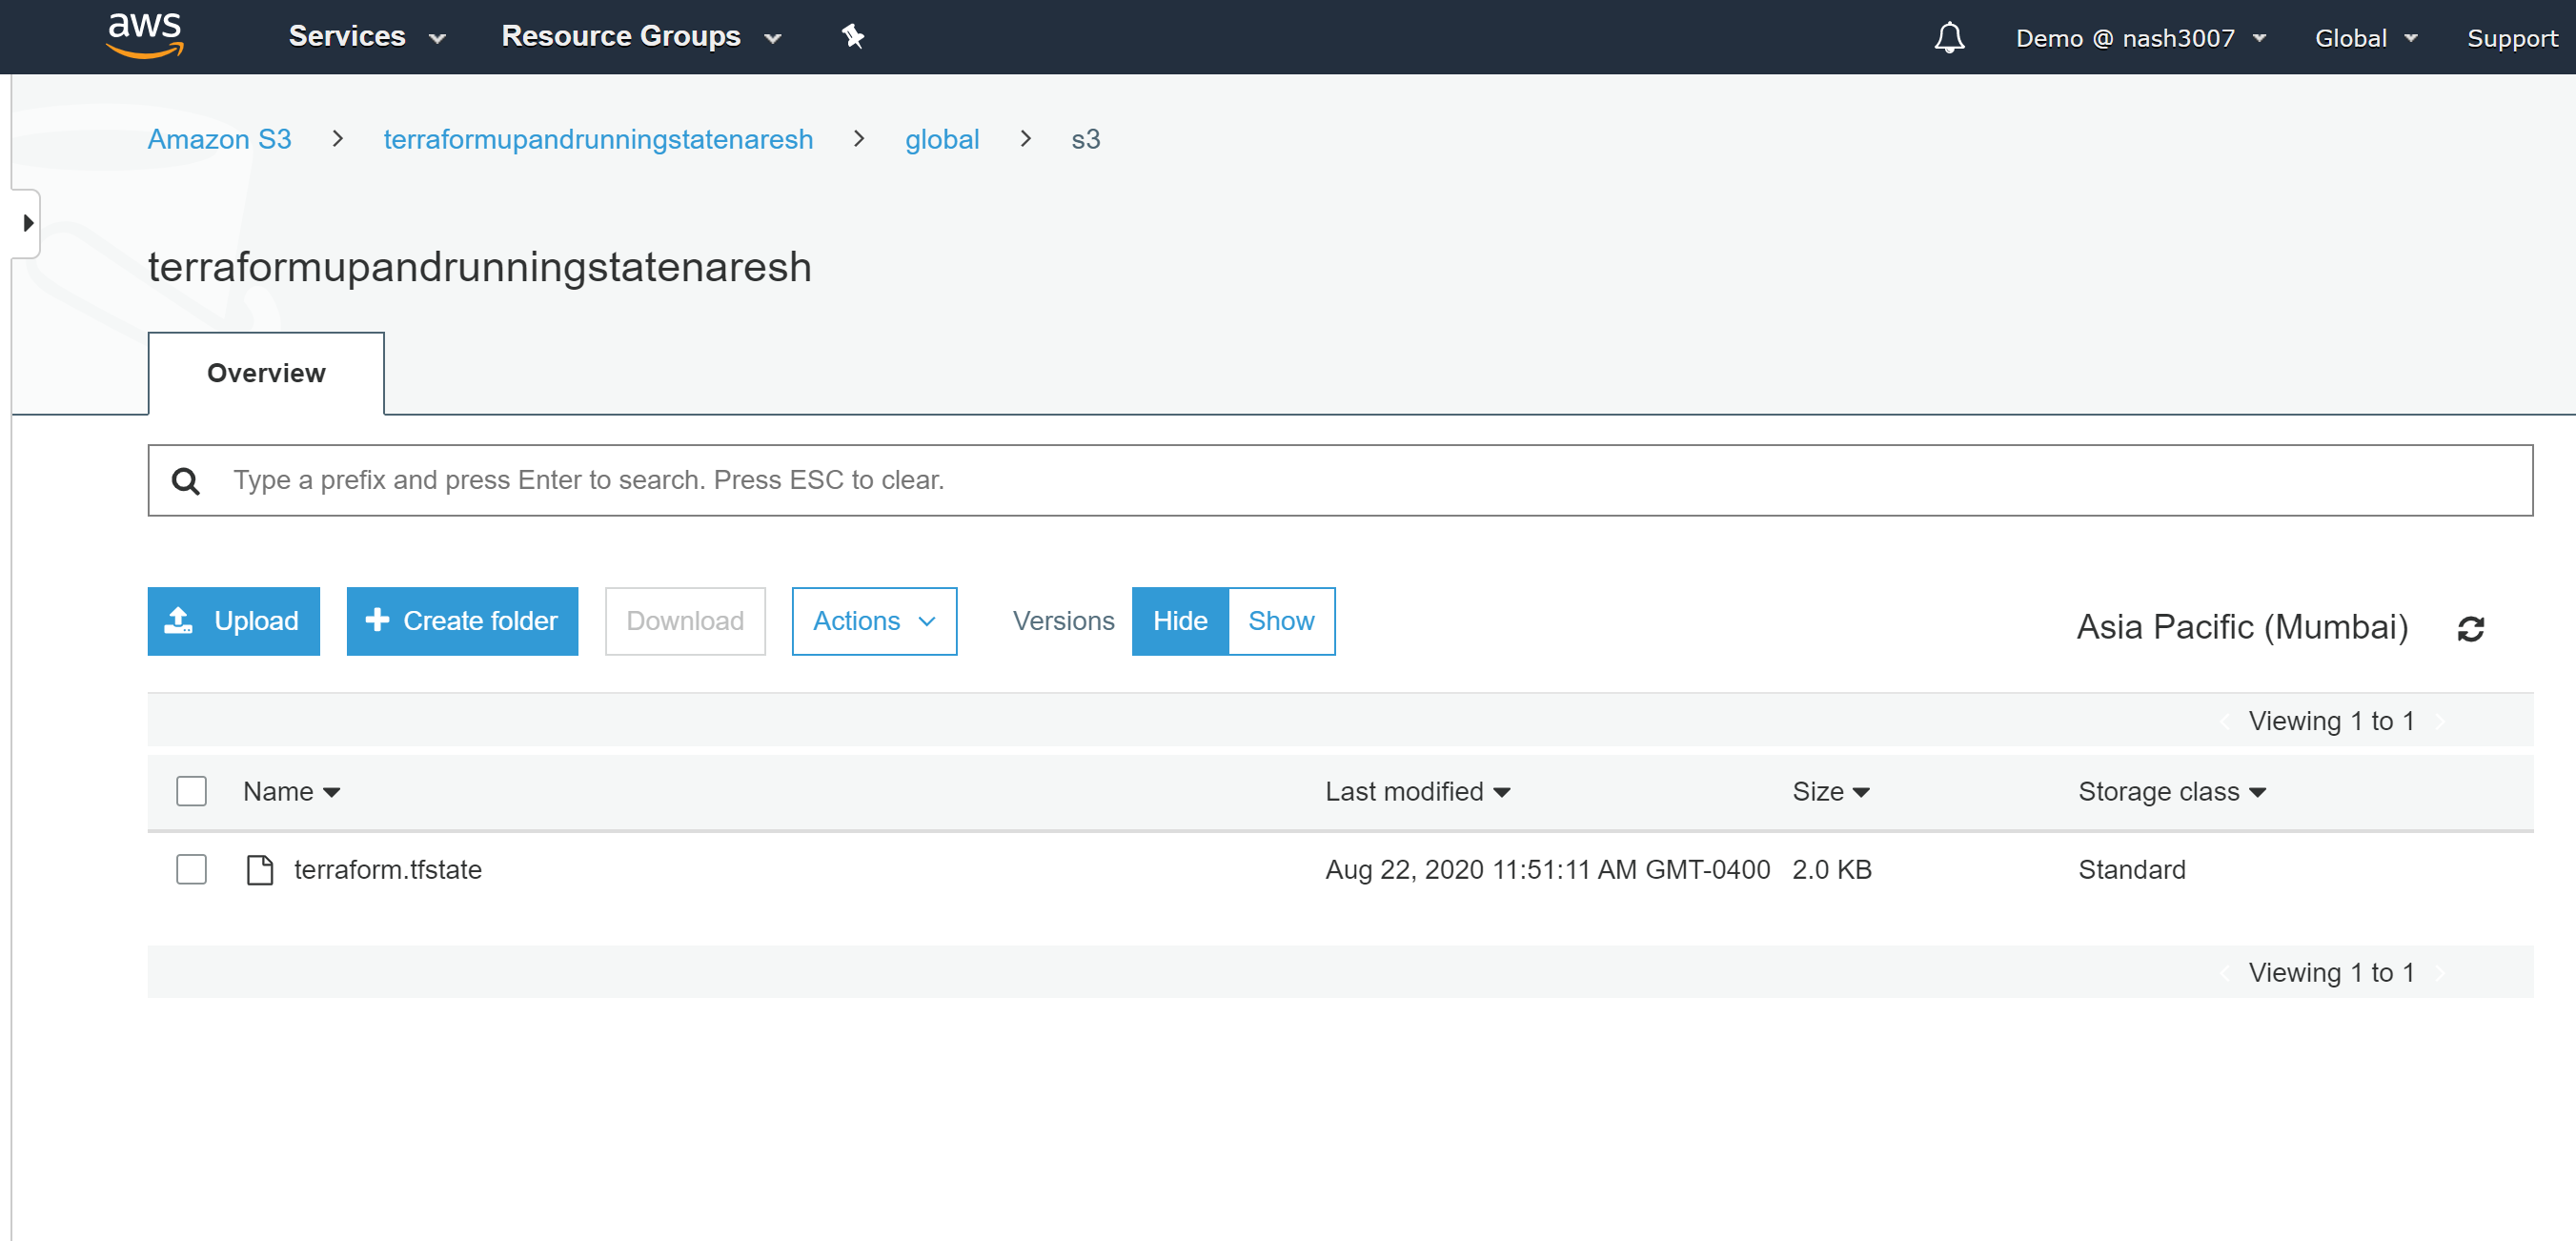 aws Services Resource Groups Demo @ nash3007 Global Support
Amazon S3 > terraformupandrunningstatenaresh > global > s3
terraformupandrunningstatenaresh
Overview
Type a prefix and press Enter to search. Press ESC to clear.
Upload + Create folder Download Actions Versions Hide Show Asia Pacific (Mumbai)
Viewing 1 to 1
Name Last modified Size Storage class
terraform.tfstate Aug 22, 2020 11:51:11 AM GMT-0400 2.0 KB Standard
Viewing 1 to 1